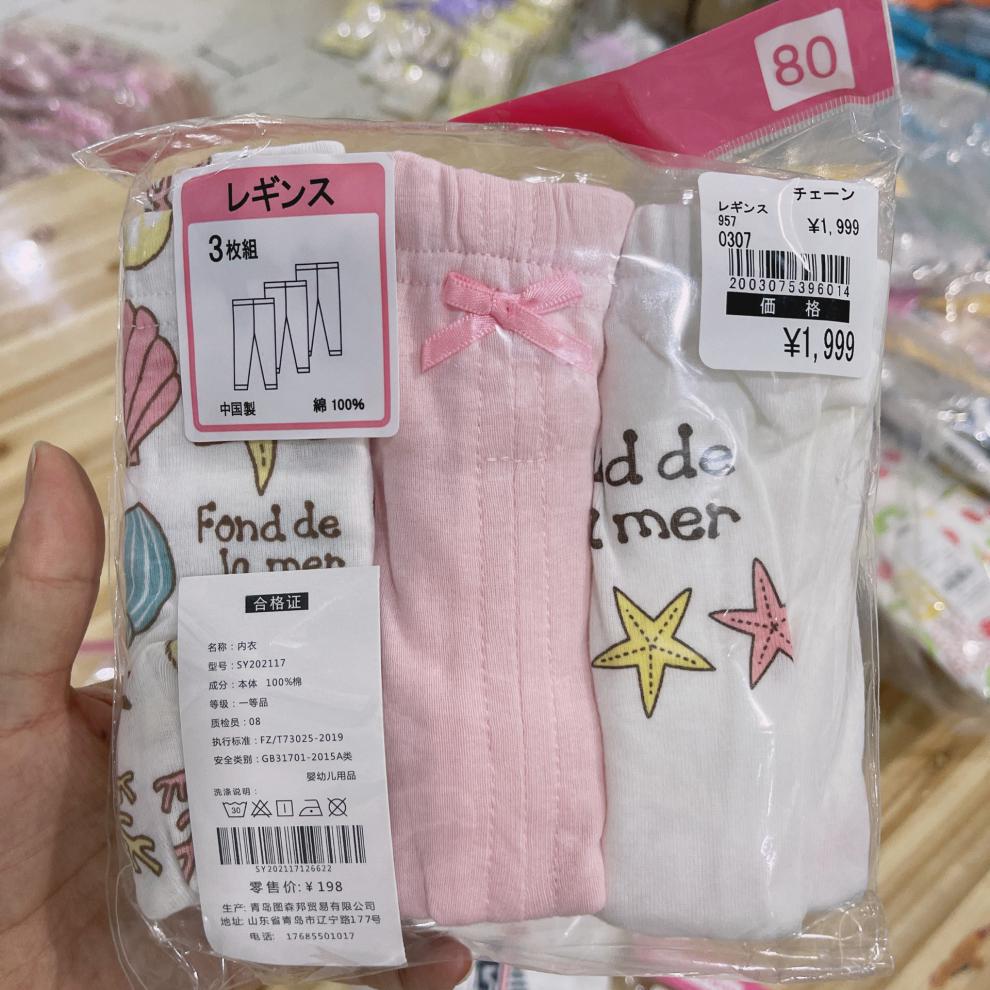 80
レギンス
3枚組
中国製
綿 100%
チェーン
レギンス
957
¥1,999
0307
2003075396014
価 格
¥1,999
Fond de
la mer
nd de
mer
合格证
名称：内衣
型号：SY202117
成分：本体 100%棉
等级：一等品
质检员：08
执行标准：FZ/T73025-2019
安全类别：GB31701-2015A类
婴幼儿用品
洗涤说明：
30
SY202117126622
零售价:¥198
生产: 青岛图森邦贸易有限公司
地址: 山东省青岛市辽宁路177号
电话: 17685501017